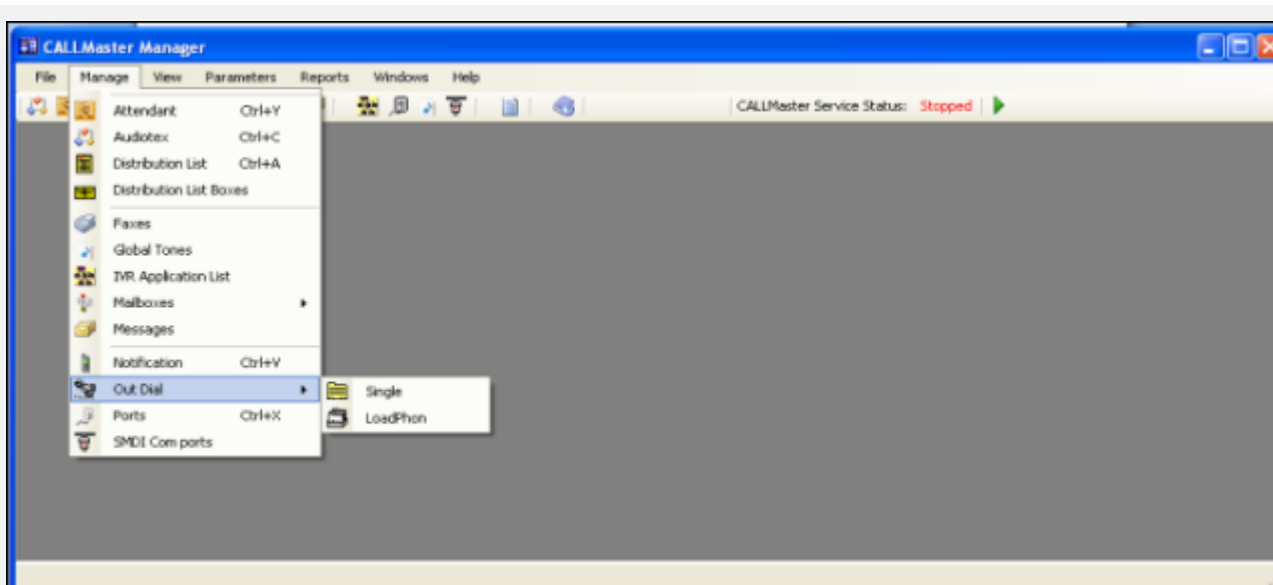 CALLMaster Manager
File Manage View Parameters Reports Windows Help
CALLMaster Service Status: Stopped
Attendant Ctrl+Y
Audiotex Ctrl+C
Distribution List Ctrl+A
Distribution List Boxes
Faxes
Global Tones
IVR Application List
Mailboxes
Messages
Notification Ctrl+V
Out Dial
Single
Ports Ctrl+X
LoadPhon
SMDI Com ports